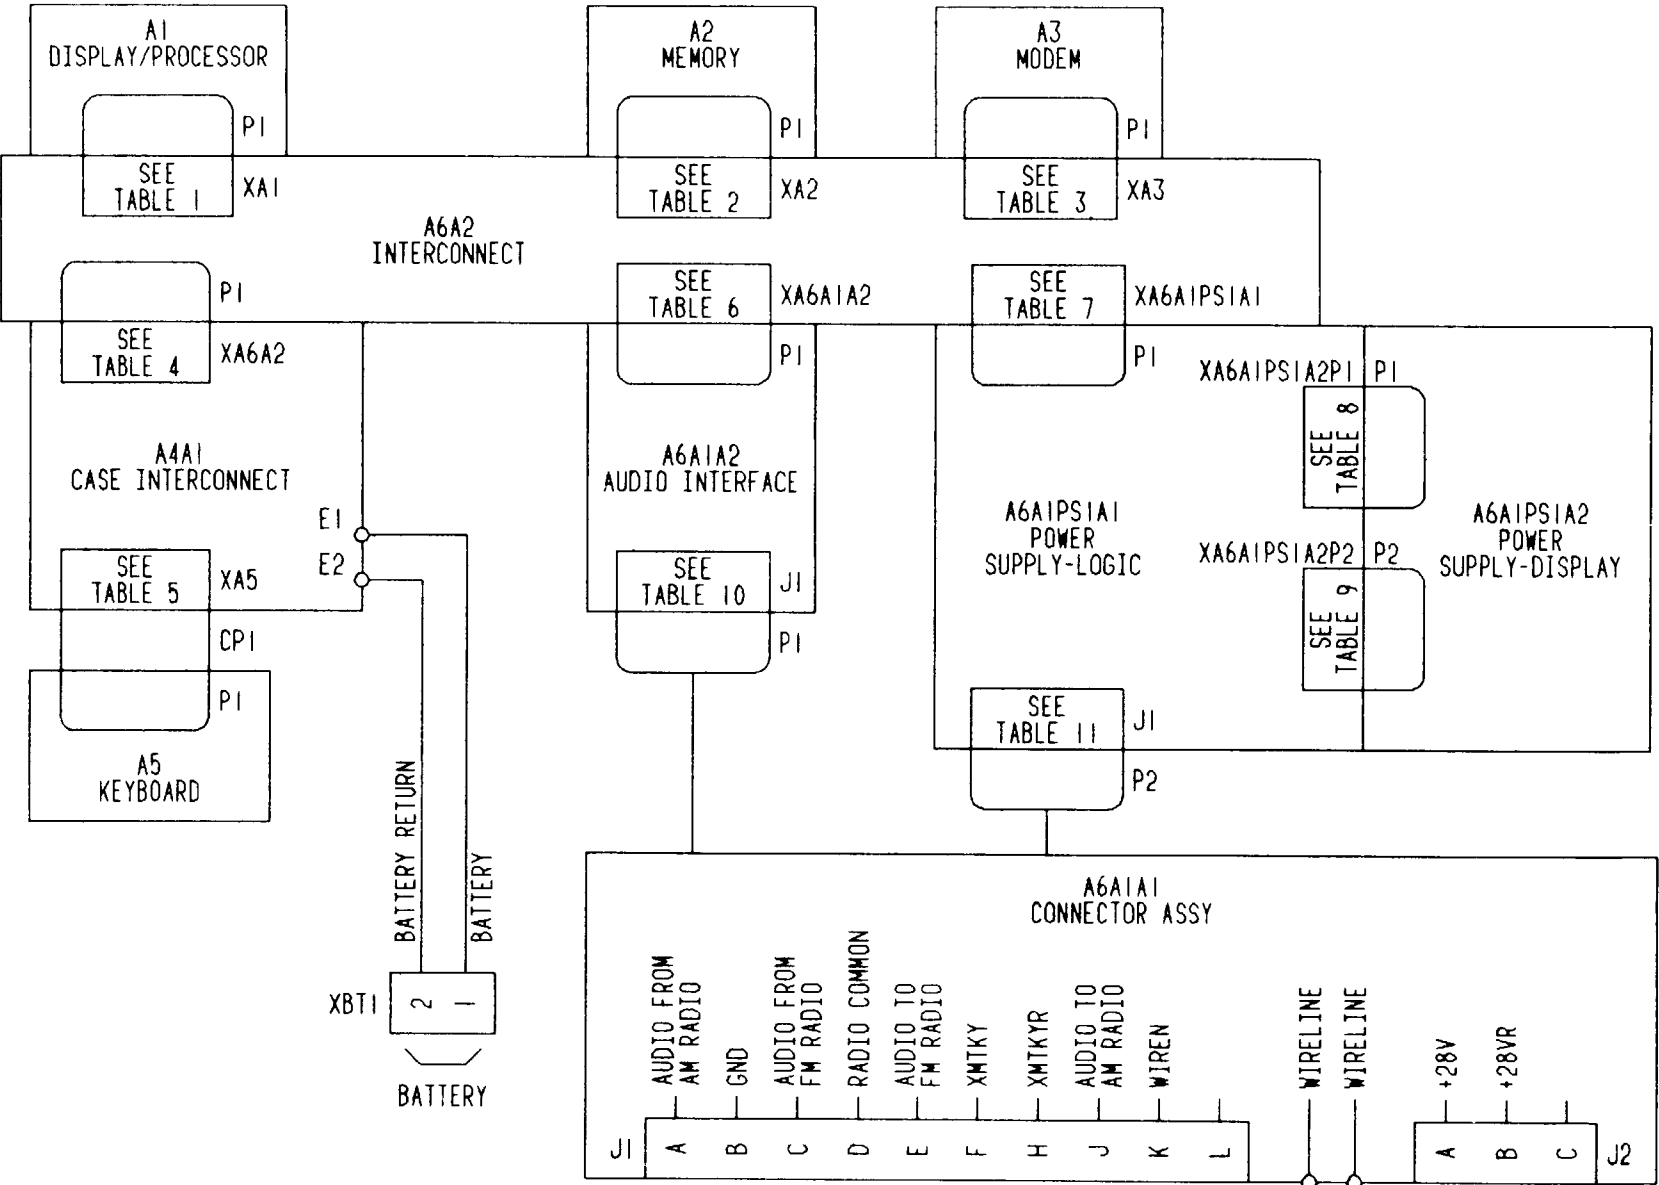 A1
DISPLAY/PROCESSOR
P1
SEE
TABLE 1
XA1
A2
MEMORY
P1
SEE
TABLE 2
XA2
A3
MODEM
P1
SEE
TABLE 3
XA3
A6A2
INTERCONNECT
P1
SEE
TABLE 4
XA6A2
SEE
TABLE 6
XA6A1A2
P1
SEE
TABLE 7
XA6A1PS1A1
P1
XA6A1PS1A2P1
P1
SEE
TABLE 8
A4A1
CASE INTERCONNECT
E1
E2
SEE
TABLE 5
XA5
CP1
P1
A5
KEYBOARD
A6A1A2
AUDIO INTERFACE
SEE
TABLE 10
J1
P1
A6A1PS1A1
POWER
SUPPLY-LOGIC
XA6A1PS1A2P2
P2
SEE
TABLE 9
A6A1PS1A2
POWER
SUPPLY-DISPLAY
SEE
TABLE 11
J1
P2
BATTERY RETURN
BATTERY
XBT1
2
1
BATTERY
A6A1A1
CONNECTOR ASSY
AUDIO FROM
AM RADIO
GND
AUDIO FROM
FM RADIO
RADIO COMMON
AUDIO TO
FM RADIO
XMTKY
XMTKYR
AUDIO TO
AM RADIO
WIREN
WIRELINE
WIRELINE
+28V
+28VR
J1
A
B
C
D
E
F
H
J
K
L
A
B
C
J2